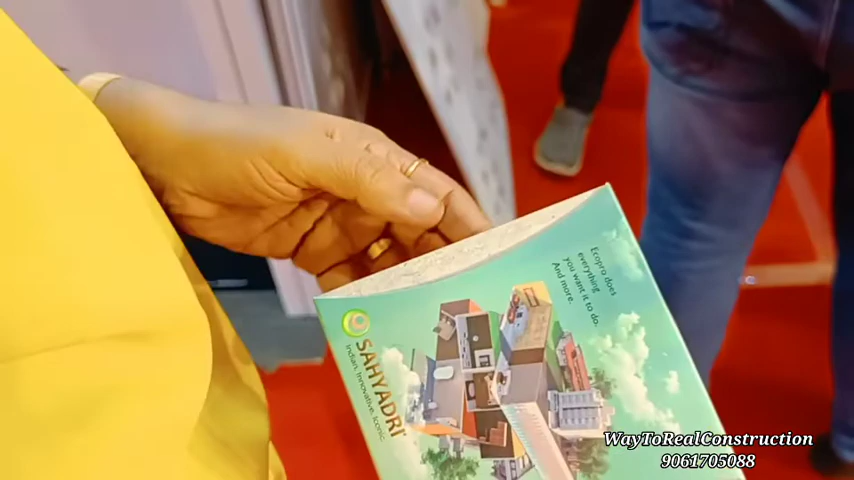 Ecopro does
everything
you want it to do.
And more.
SAHYADRI
Indian. Innovative. Iconic.
WayToRealConstruction
9061705088